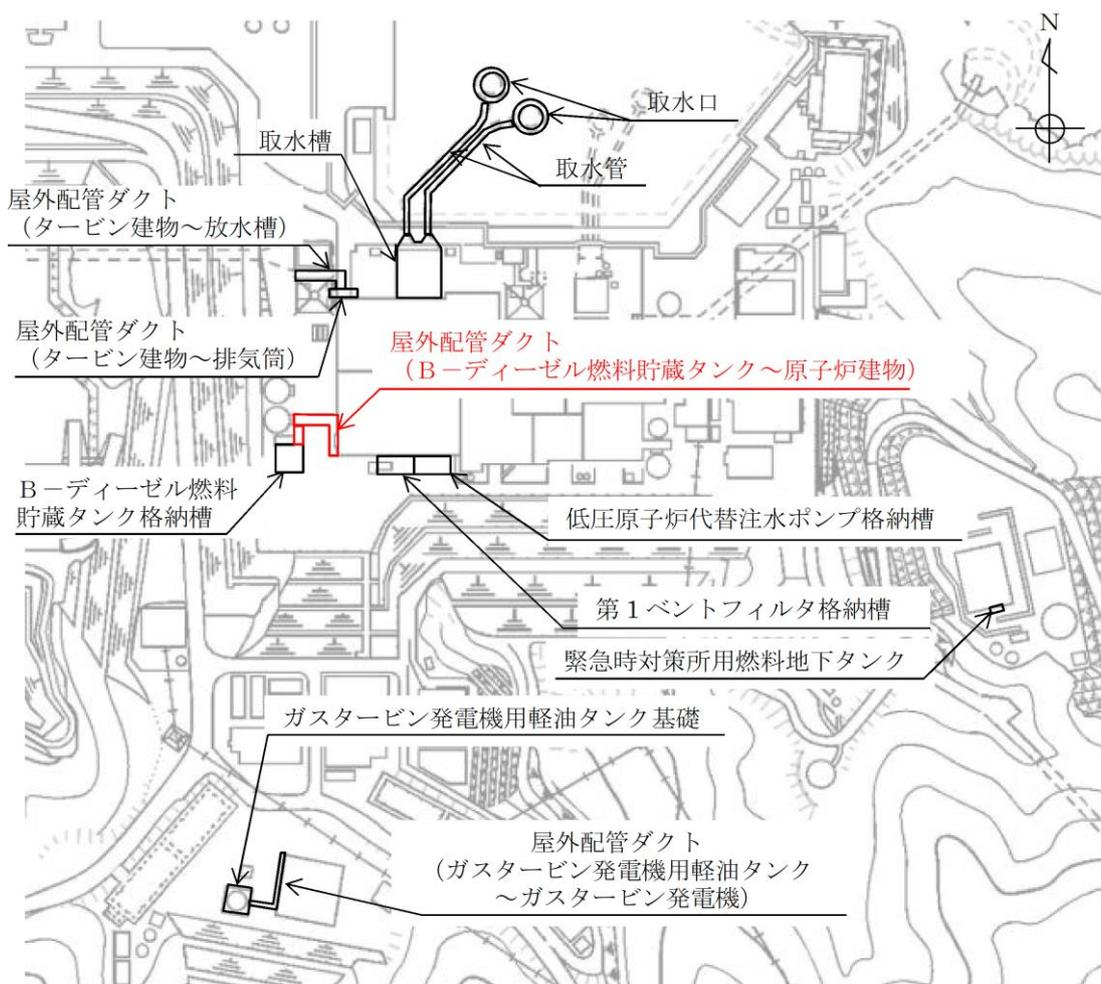 N
取水口
取水槽
取水管
屋外配管ダクト
(タービン建物～放水槽)
屋外配管ダクト
(タービン建物～排気筒)
屋外配管ダクト
(B－ディーゼル燃料貯蔵タンク～原子炉建物)
B－ディーゼル燃料
貯蔵タンク格納槽
低圧原子炉代替注水ポンプ格納槽
第1ベントフィルタ格納槽
緊急時対策所用燃料地下タンク
ガスタービン発電機用軽油タンク基礎
屋外配管ダクト
(ガスタービン発電機用軽油タンク
～ガスタービン発電機)